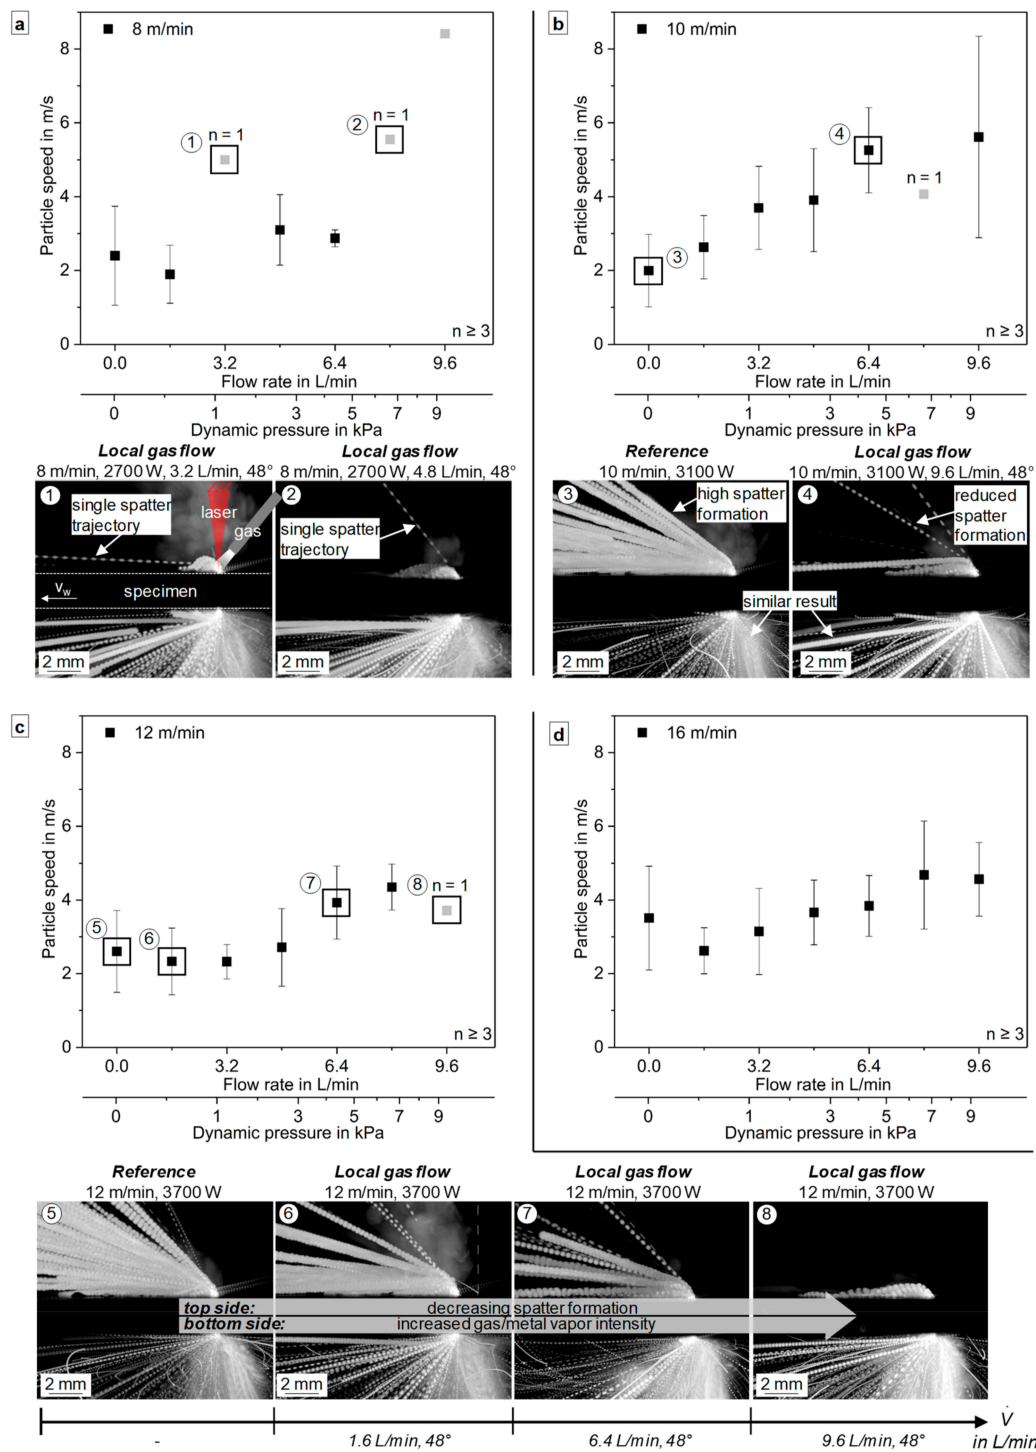 a
8 m/min
8
6
4
2
0
Particle speed in m/s
1
n = 1
2
n = 1
n ≥ 3
0.0 3.2 6.4 9.6
Flow rate in L/min
0 1 3 5 7 9
Dynamic pressure in kPa
b
10 m/min
8
6
4
2
0
Particle speed in m/s
3
4
n = 1
n ≥ 3
0.0 3.2 6.4 9.6
Flow rate in L/min
0 1 3 5 7 9
Dynamic pressure in kPa
Local gas flow
8 m/min, 2700 W, 3.2 L/min, 48°
1
single spatter
trajectory
laser
gas
vw
specimen
2 mm
Local gas flow
8 m/min, 2700 W, 4.8 L/min, 48°
2
single spatter
trajectory
2 mm
Reference
10 m/min, 3100 W
3
high spatter
formation
2 mm
Local gas flow
10 m/min, 3100 W, 9.6 L/min, 48°
4
reduced
spatter
formation
similar result
2 mm
c
12 m/min
8
6
4
2
0
Particle speed in m/s
5
6
7
8
n = 1
n ≥ 3
0.0 3.2 6.4 9.6
Flow rate in L/min
0 1 3 5 7 9
Dynamic pressure in kPa
d
16 m/min
8
6
4
2
0
Particle speed in m/s
n ≥ 3
0.0 3.2 6.4 9.6
Flow rate in L/min
0 1 3 5 7 9
Dynamic pressure in kPa
Reference
12 m/min, 3700 W
5
Local gas flow
12 m/min, 3700 W
6
Local gas flow
12 m/min, 3700 W
7
Local gas flow
12 m/min, 3700 W
8
top side: decreasing spatter formation
bottom side: increased gas/metal vapor intensity
2 mm
2 mm
2 mm
2 mm
- 1.6 L/min, 48° 6.4 L/min, 48° 9.6 L/min, 48°
V̇
in L/min